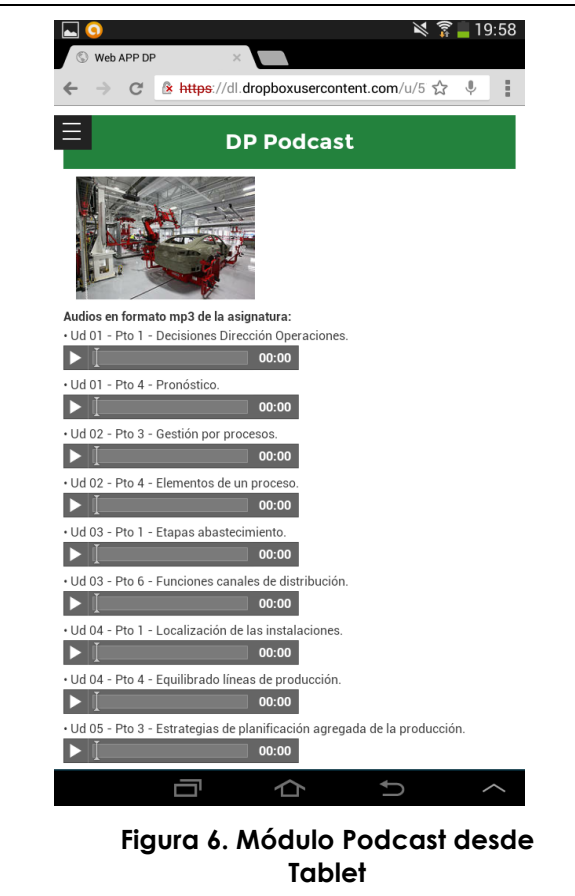 19:58
Web APP DP
https://dl.dropboxusercontent.com/u/5
DP Podcast
Audios en formato mp3 de la asignatura:
• Ud 01 - Pto 1 - Decisiones Dirección Operaciones.
00:00
• Ud 01 - Pto 4 - Pronóstico.
00:00
• Ud 02 - Pto 3 - Gestión por procesos.
00:00
• Ud 02 - Pto 4 - Elementos de un proceso.
00:00
• Ud 03 - Pto 1 - Etapas abastecimiento.
00:00
• Ud 03 - Pto 6 - Funciones canales de distribución.
00:00
• Ud 04 - Pto 1 - Localización de las instalaciones.
00:00
• Ud 04 - Pto 4 - Equilibrado líneas de producción.
00:00
• Ud 05 - Pto 3 - Estrategias de planificación agregada de la producción.
00:00
Figura 6. Módulo Podcast desde
Tablet